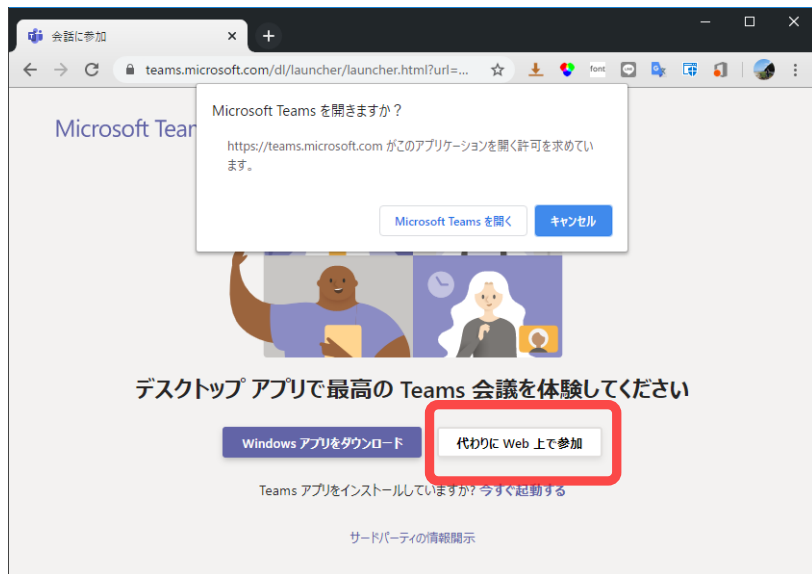 会話に参加
teams.microsoft.com/dl/launcher/launcher.html?url=...
font
Microsoft Teams を開きますか？
https://teams.microsoft.com がこのアプリケーションを開く許可を求めてい
ます。
Microsoft Teams を開く
キャンセル
Microsoft Tear
デスクトップ アプリで最高の Teams 会議を体験してください
Windows アプリをダウンロード
代わりに Web 上で参加
Teams アプリをインストールしていますか? 今すぐ起動する
サードパーティの情報開示